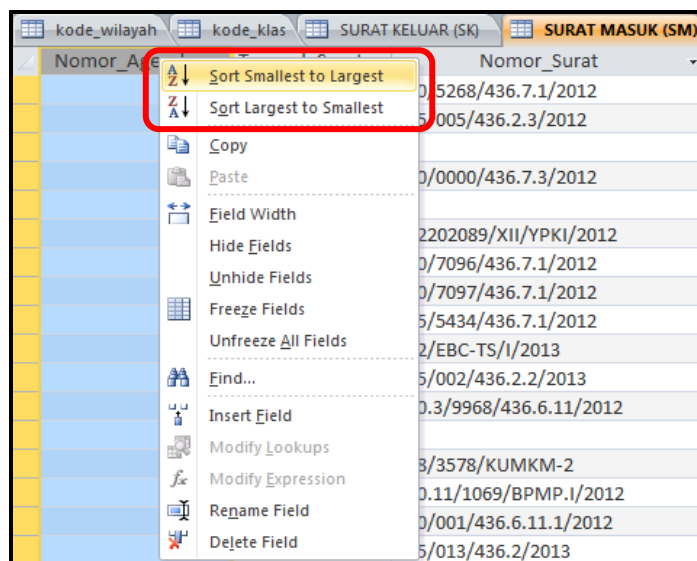 kode_wilayah kode_klas SURAT KELUAR (SK) SURAT MASUK (SM)
Nomor_Age Nomor_Surat
Sort Smallest to Largest
Sort Largest to Smallest
Copy
Paste
Field Width
Hide Fields
Unhide Fields
Freeze Fields
Unfreeze All Fields
Find...
Insert Field
Modify Lookups
Modify Expression
Rename Field
Delete Field
0/5268/436.7.1/2012
5/005/436.2.3/2012
0/0000/436.7.3/2012
2202089/XII/YPKI/2012
0/7096/436.7.1/2012
0/7097/436.7.1/2012
5/5434/436.7.1/2012
2/EBC-TS/I/2013
5/002/436.2.2/2013
0.3/9968/436.6.11/2012
8/3578/KUMKM-2
0.11/1069/BPMP.I/2012
0/001/436.6.11.1/2012
5/013/436.2/2013